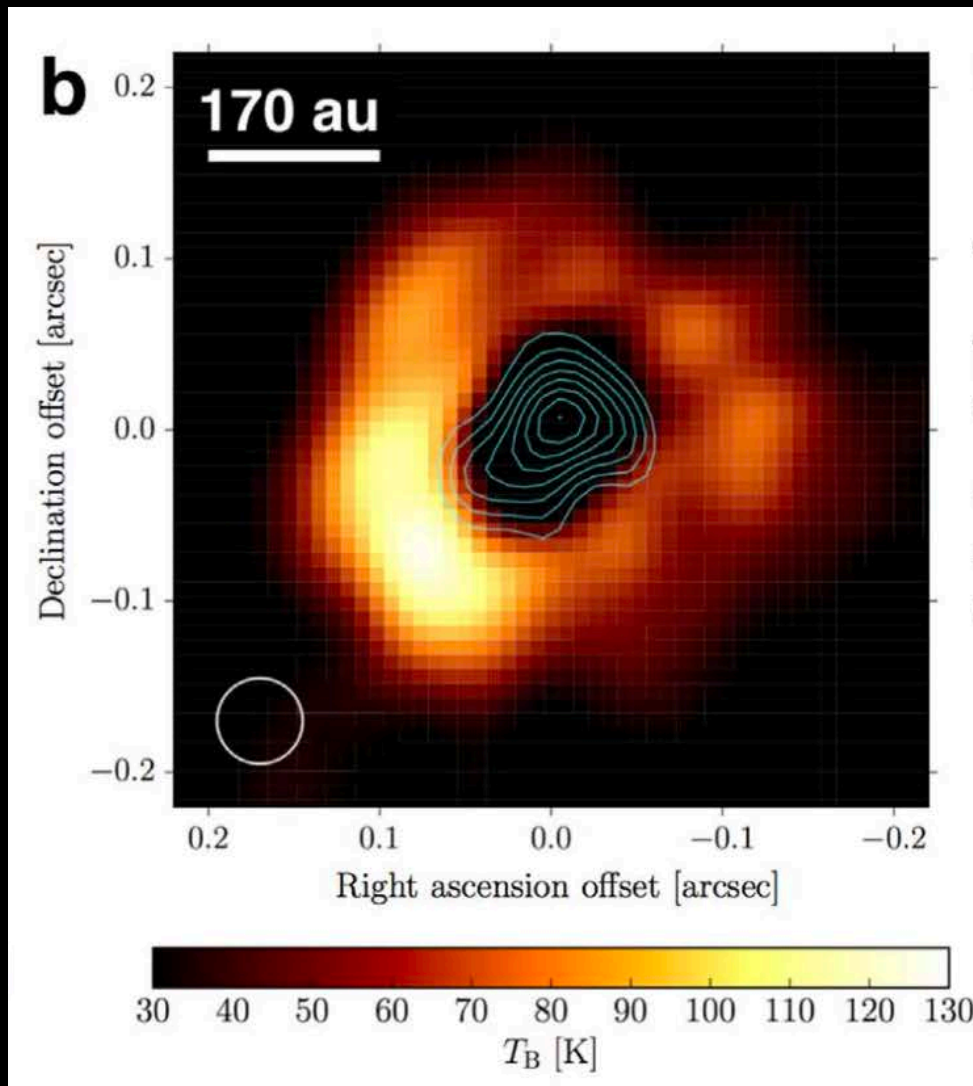 b
170 au
0.2
0.1
0.0
−0.1
−0.2
Declination offset [arcsec]
0.2 0.1 0.0 −0.1 −0.2
Right ascension offset [arcsec]
30 40 50 60 70 80 90 100 110 120 130
T_B [K]